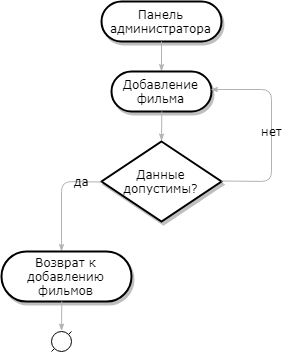 Панель
администратора
Добавление
фильма
нет
Данные
допустимы?
да
Возврат к
добавлению
фильмов